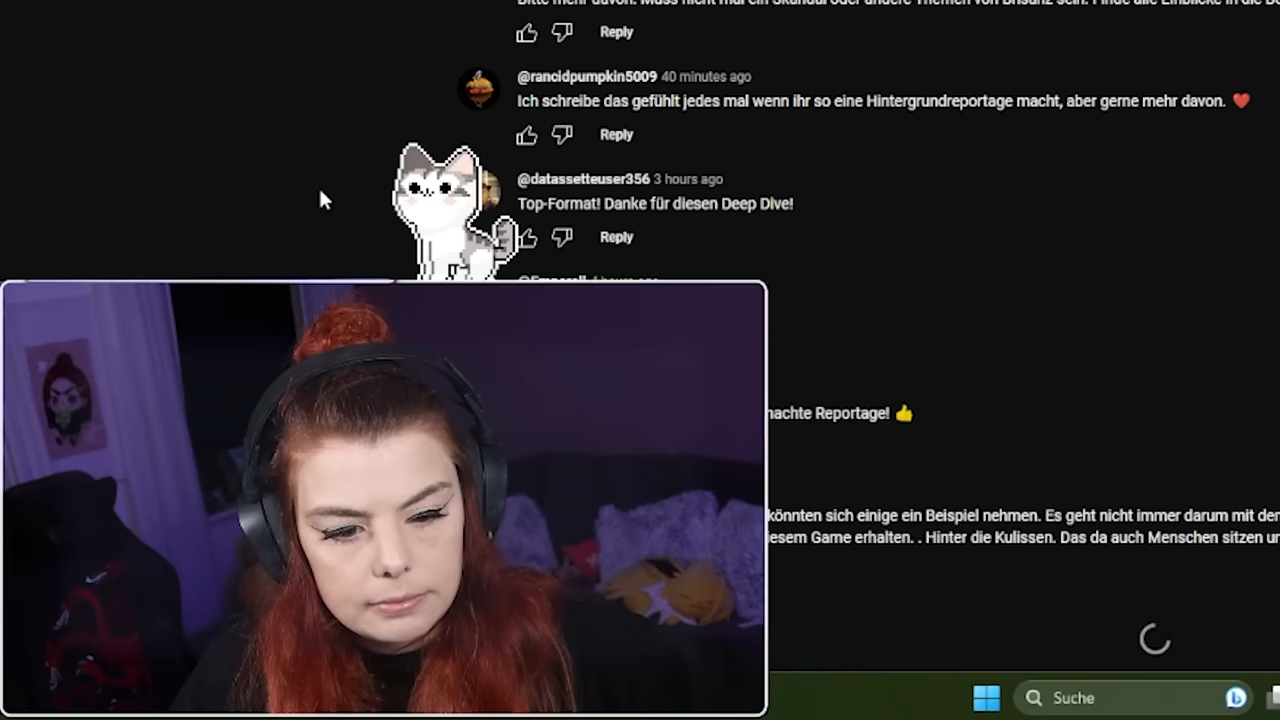 Bitte mehr davon. Muss nicht mal ein Skandal oder andere Themen von Brisanz sein. Finde alle Einblicke in die
Reply
@rancidpumpkin5009 40 minutes ago
Ich schreibe das gefühlt jedes mal wenn ihr so eine Hintergrundreportage macht, aber gerne mehr davon. ❤️
Reply
@datassetteuser356 3 hours ago
Top-Format! Danke für diesen Deep Dive!
Reply
hours ago
nachte Reportage! 👍
könnten sich einige ein Beispiel nehmen. Es geht nicht immer darum mit
esem Game erhalten. . Hinter die Kulissen. Das da auch Menschen sitzen
Suche